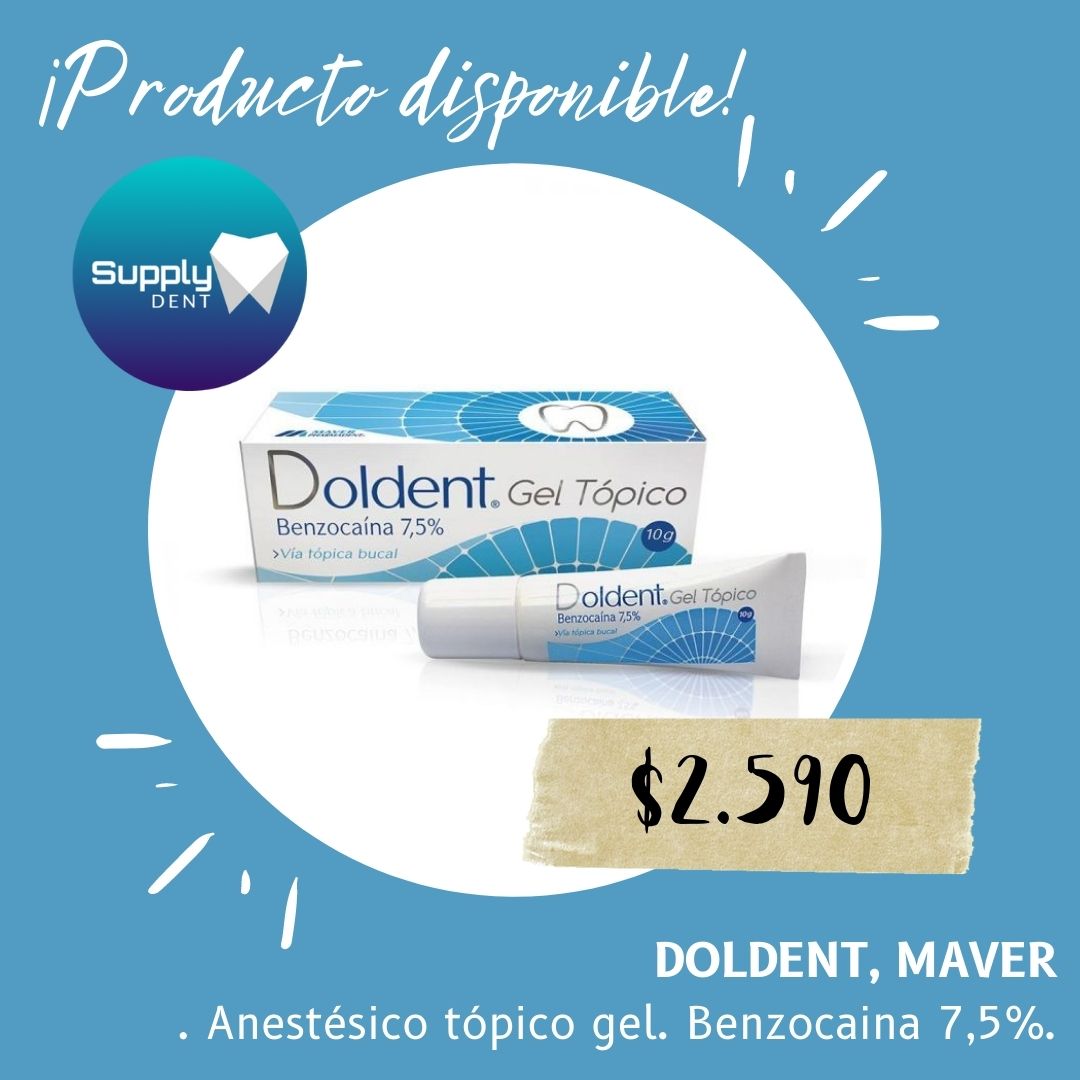 ¡Producto disponible!
Supply
DENT
MAVER
Doldent® Gel Tópico
Benzocaína 7,5%
>Vía tópica bucal
10g
Doldent® Gel Tópico
Benzocaína 7,5%
>Vía tópica bucal
10g
$2.590
DOLDENT, MAVER
. Anestésico tópico gel. Benzocaina 7,5%.